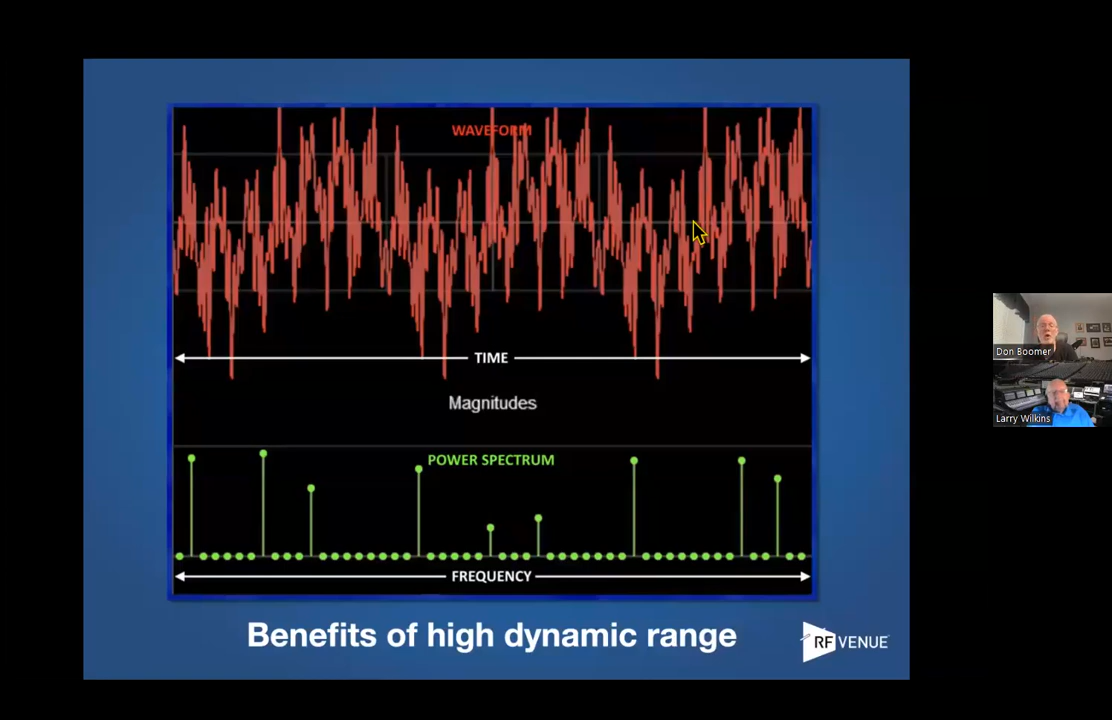 WAVEFORM
TIME
Magnitudes
POWER SPECTRUM
FREQUENCY
Benefits of high dynamic range
RF VENUE
Don Boomer
Larry Wilkins